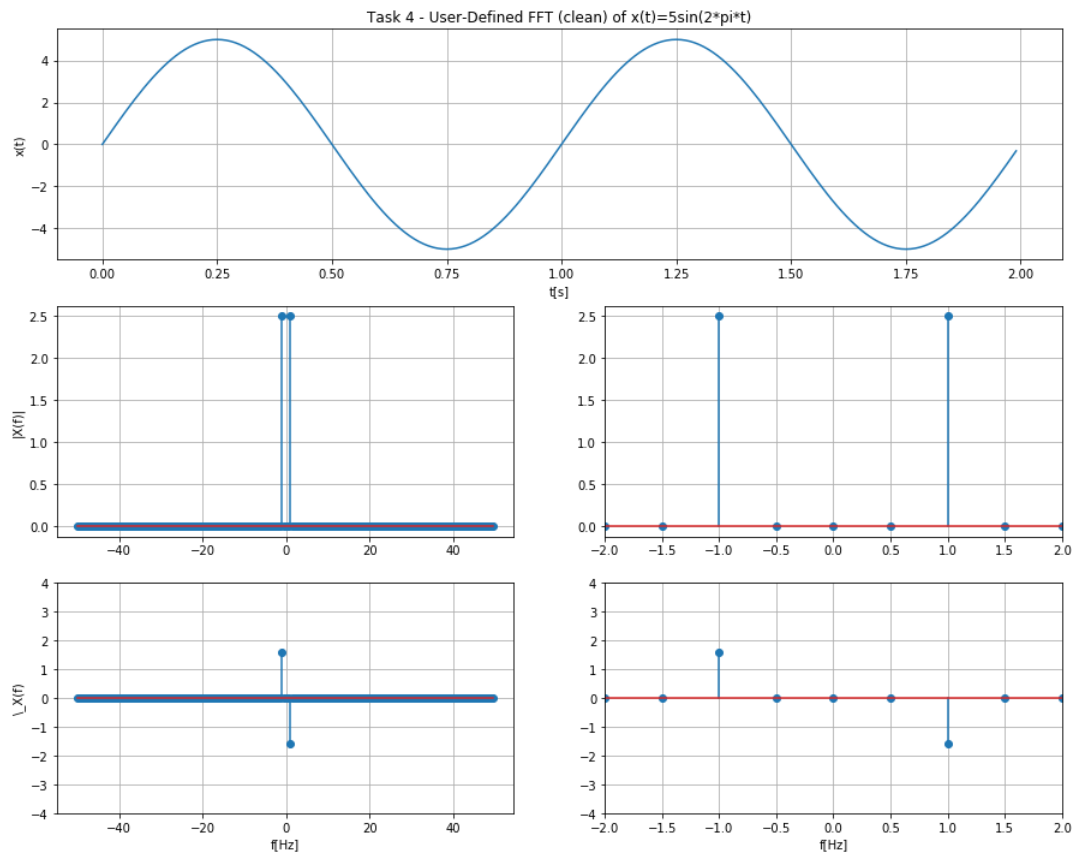 Task 4 - User-Defined FFT (clean) of x(t)=5sin(2*pi*t)
x(t)
4
2
0
−2
−4
0.00 0.25 0.50 0.75 1.00 1.25 1.50 1.75 2.00
t[s]
|X(f)|
2.5
2.0
1.5
1.0
0.5
0.0
−40 −20 0 20 40
2.5
2.0
1.5
1.0
0.5
0.0
−2.0 −1.5 −1.0 −0.5 0.0 0.5 1.0 1.5 2.0
\_X(f)
4
3
2
1
0
−1
−2
−3
−4
−40 −20 0 20 40
f[Hz]
4
3
2
1
0
−1
−2
−3
−4
−2.0 −1.5 −1.0 −0.5 0.0 0.5 1.0 1.5 2.0
f[Hz]